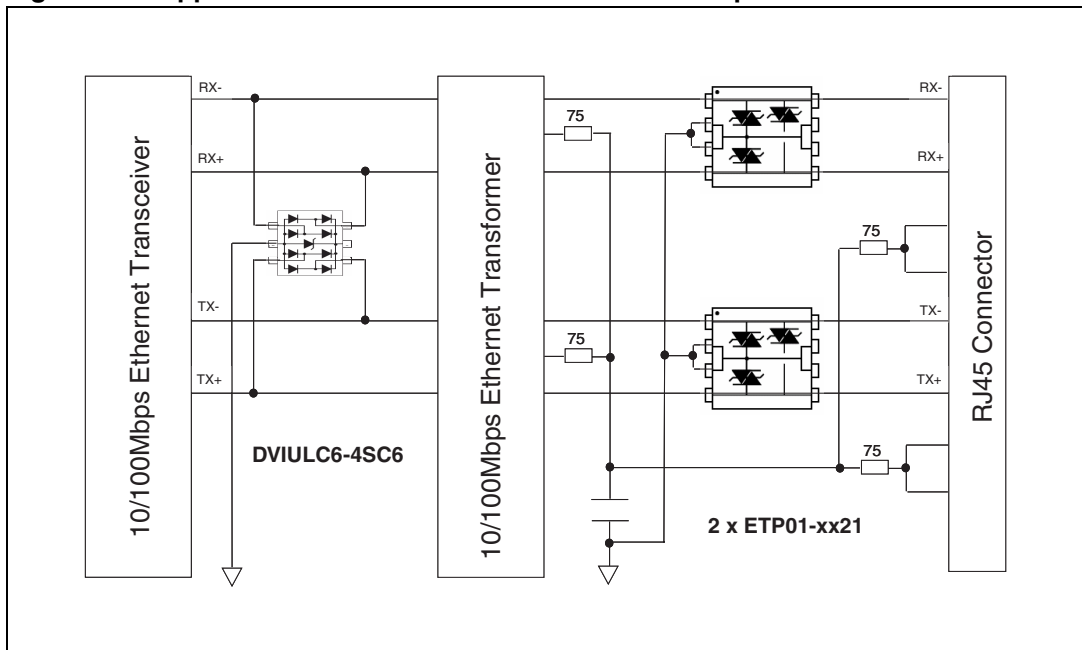 RX-
RX+
TX-
TX+
10/100Mbps Ethernet Transceiver
DVIULC6-4SC6
10/100Mbps Ethernet Transformer
75
75
75
75
2 x ETP01-xx21
RX-
RX+
TX-
TX+
RJ45 Connector